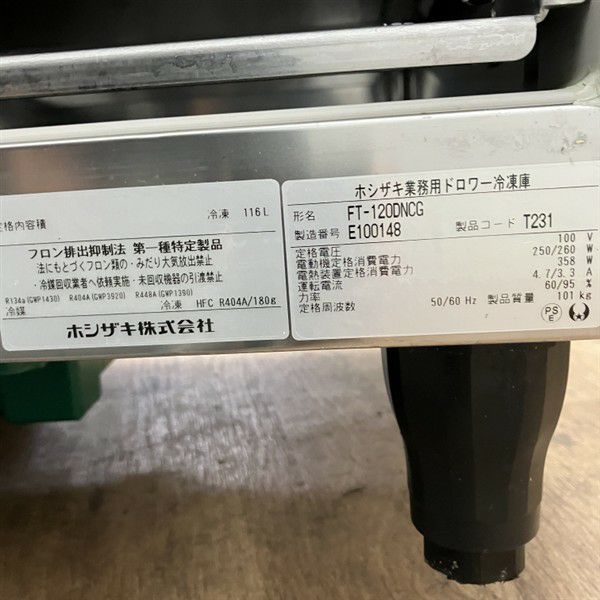 定格内容積 冷凍 116L
フロン排出抑制法 第一種特定製品
法にもとづくフロン類の・みだり大気放出禁止
・冷媒回収業者へ依頼実施・未回収機器の引渡禁止
R134a(GWP1430) R404A(GWP3920) R448A(GWP1390)
冷媒 冷凍 HFC R404A/180g
ホシザキ株式会社
ホシザキ業務用ドロワー冷凍庫
形名 FT-120DNCG
製造番号 E100148 製品コード T231
定格電圧 100 V
電動機定格消費電力 250/260 W
電熱装置定格消費電力 358 W
運転電流 4.7/3.3 A
力率 60/95 %
定格周波数 50/60 Hz 製品質量 101 kg
PS
E